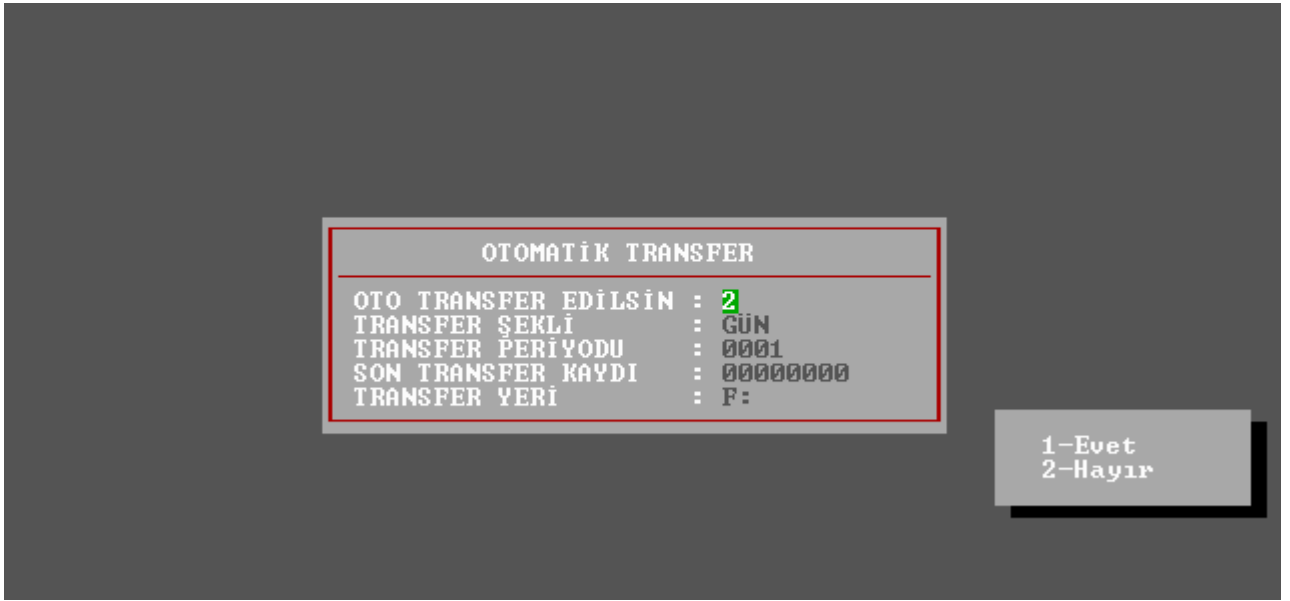 OTOMATİK TRANSFER
OTO TRANSFER EDİLSİN : 2
TRANSFER ŞEKLİ : GÜN
TRANSFER PERİYODU : 0001
SON TRANSFER KAYDI : 00000000
TRANSFER YERİ : F:
1-Evet
2-Hayır